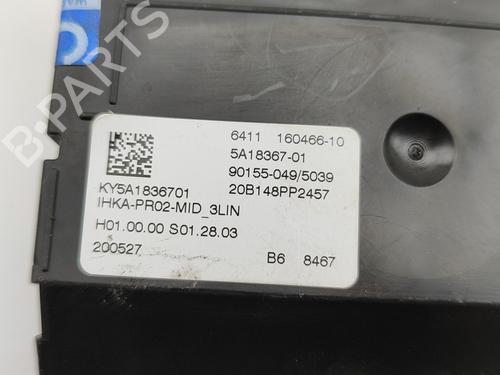 6411 160466-10
5A18367-01
90155-049/5039
KY5A1836701 20B148PP2457
IHKA-PR02-MID_3LIN
H01.00.00 S01.28.03
200527 B6 8467
B-PARTS